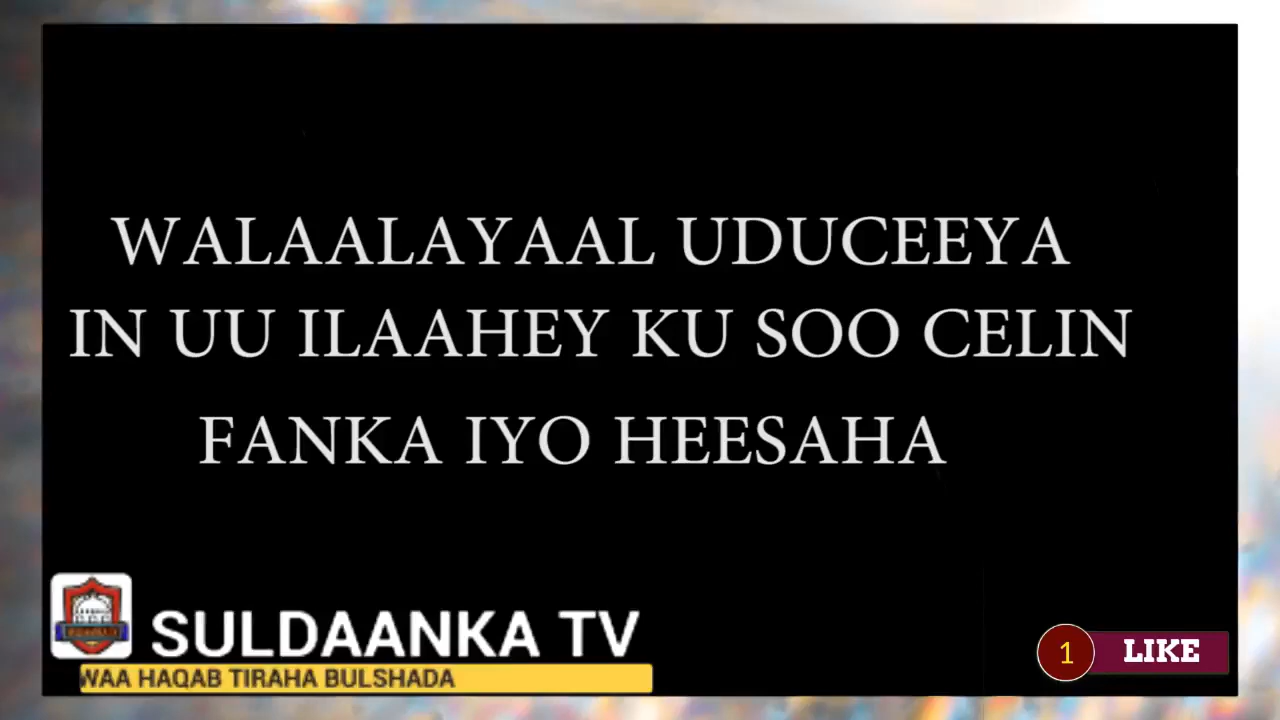 WALAALAYAAL UDUCEEYA
IN UU ILAAHEY KU SOO CELIN
FANKA IYO HEESAHA
SULDAANKA TV
WAA HAQAB TIRAHA BULSHADA
1 LIKE